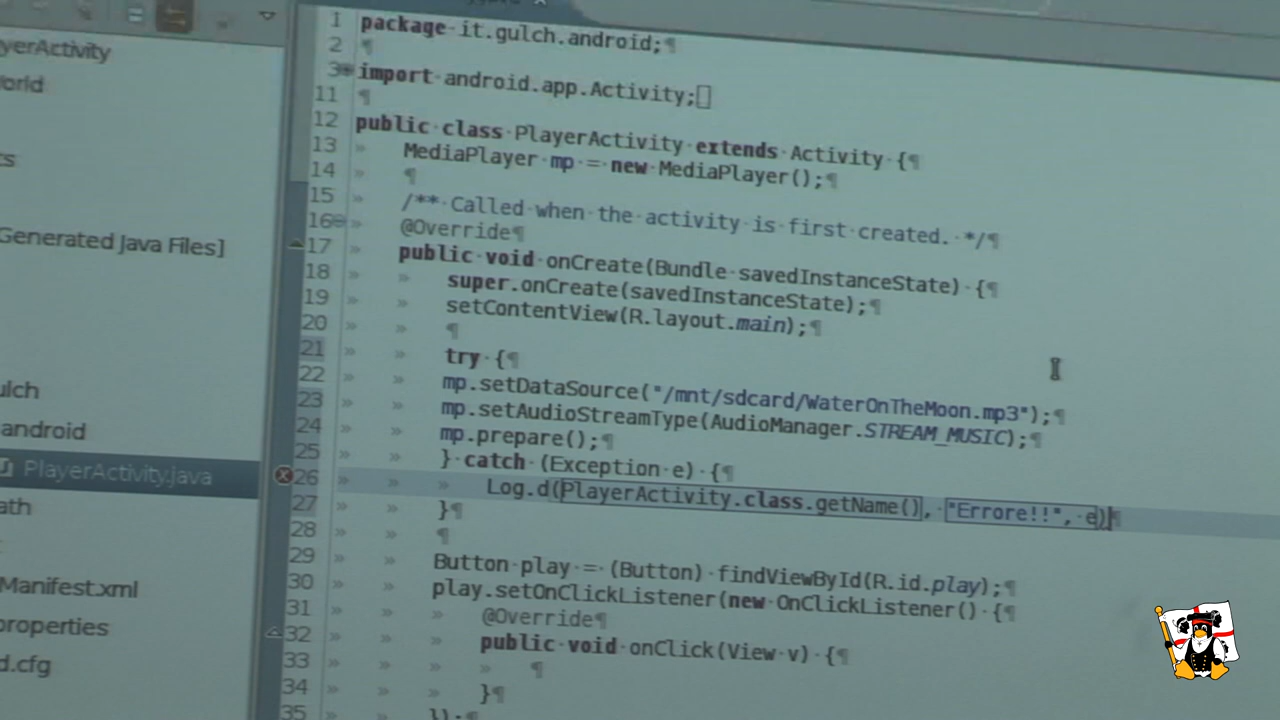 yerActivity
orld
ts
Generated Java Files]
ulch
android
PlayerActivity.java
ath
Manifest.xml
properties
d.cfg
1 package it.gulch.android;¶
2 ¶
3 import android.app.Activity;
11 ¶
12 public class PlayerActivity extends Activity {¶
13 » MediaPlayer mp = new MediaPlayer();¶
14 » ¶
15 » /** Called when the activity is first created. */¶
16 » @Override¶
17 » public void onCreate(Bundle savedInstanceState) {¶
18 » » super.onCreate(savedInstanceState);¶
19 » » setContentView(R.layout.main);¶
20 » » ¶
21 » » try {¶
22 » » mp.setDataSource("/mnt/sdcard/WaterOnTheMoon.mp3");¶
23 » » mp.setAudioStreamType(AudioManager.STREAM_MUSIC);¶
24 » » mp.prepare();¶
25 » » } catch (Exception e) {¶
26 » » » Log.d(PlayerActivity.class.getName(), "Errore!!", e)¶
27 » » }¶
28 » » ¶
29 » » Button play = (Button) findViewById(R.id.play);¶
30 » » play.setOnClickListener(new OnClickListener() {¶
31 » » » @Override¶
32 » » » public void onClick(View v) {¶
33 » » » » ¶
34 » » » }¶
35 » » });¶